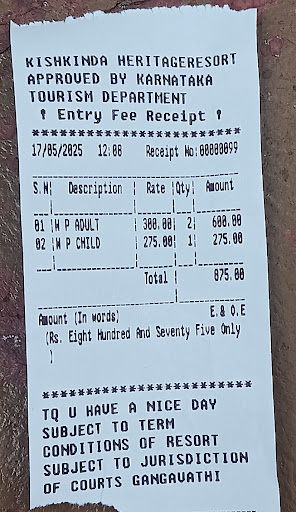 KISHKINDA HERITAGERESORT
APPROVED BY KARNATAKA
TOURISM DEPARTMENT
! Entry Fee Receipt !
********************************
17/05/2025 12:08 Receipt No:00000099
S.N| Description | Rate |Qty| Amount
01 |W P ADULT 300.00| 2| 600.00
02 |W P CHILD 275.00| 1| 275.00
Total | 875.00
Amount (In words) E.& O.E
(Rs. Eight Hundred And Seventy Five Only
)
********************************
TQ U HAVE A NICE DAY
SUBJECT TO TERM
CONDITIONS OF RESORT
SUBJECT TO JURISDICTION
OF COURTS GANGAVATHI